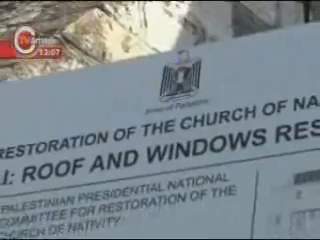 13:07
State of Palestine
RESTORATION OF THE CHURCH OF NA
I: ROOF AND WINDOWS RES
PALESTINIAN PRESIDENTIAL NATIONAL
COMMITTEE FOR RESTORATION OF THE
CHURCH OF NATIVITY